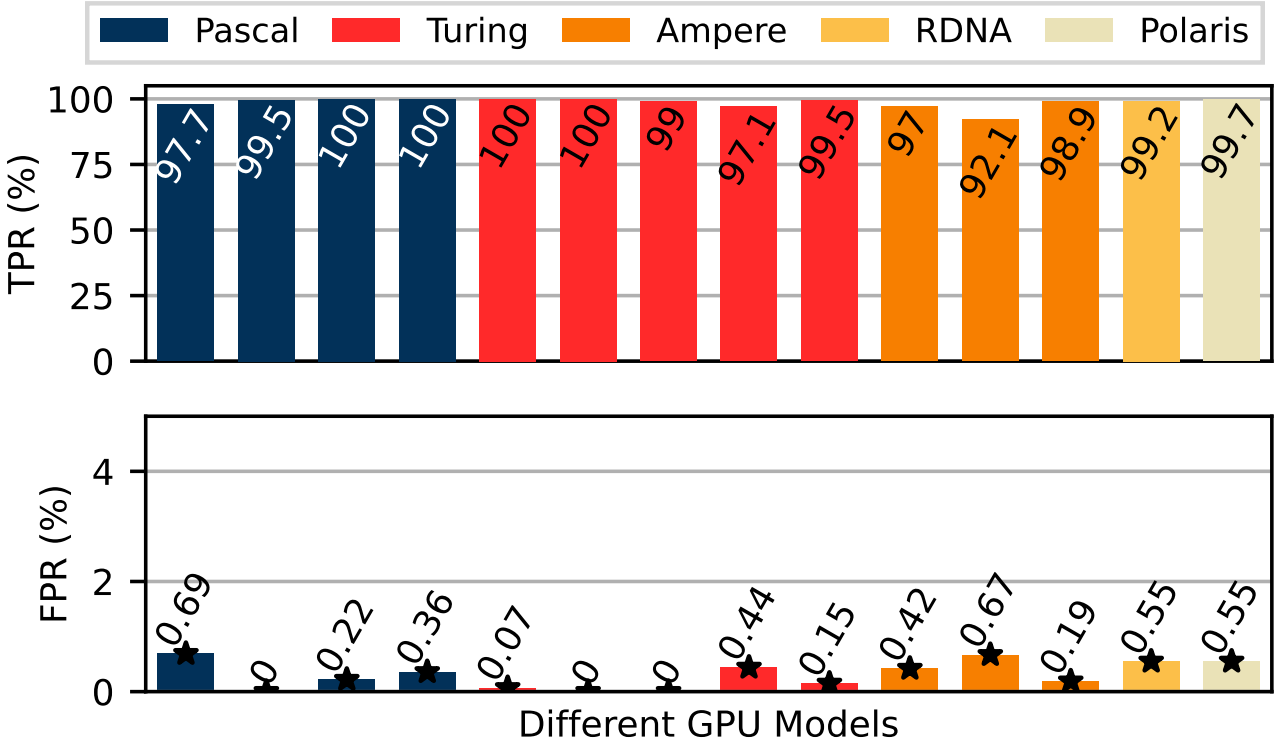 Pascal Turing Ampere RDNA Polaris
TPR (%)
100
75
50
25
0
97.7 99.5 100 100 100 100 99 97.1 99.5 97 92.1 98.9 99.2 99.7
FPR (%)
4
2
0
0.69 0 0.22 0.36 0.07 0 0 0.44 0.15 0.42 0.67 0.19 0.55 0.55
Different GPU Models